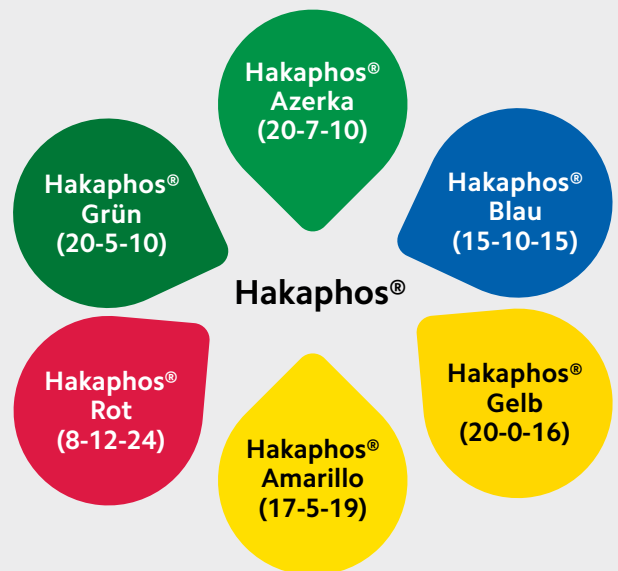 Hakaphos®
Azerka
(20-7-10)
Hakaphos®
Grün
(20-5-10)
Hakaphos®
Blau
(15-10-15)
Hakaphos®
Hakaphos®
Rot
(8-12-24)
Hakaphos®
Gelb
(20-0-16)
Hakaphos®
Amarillo
(17-5-19)